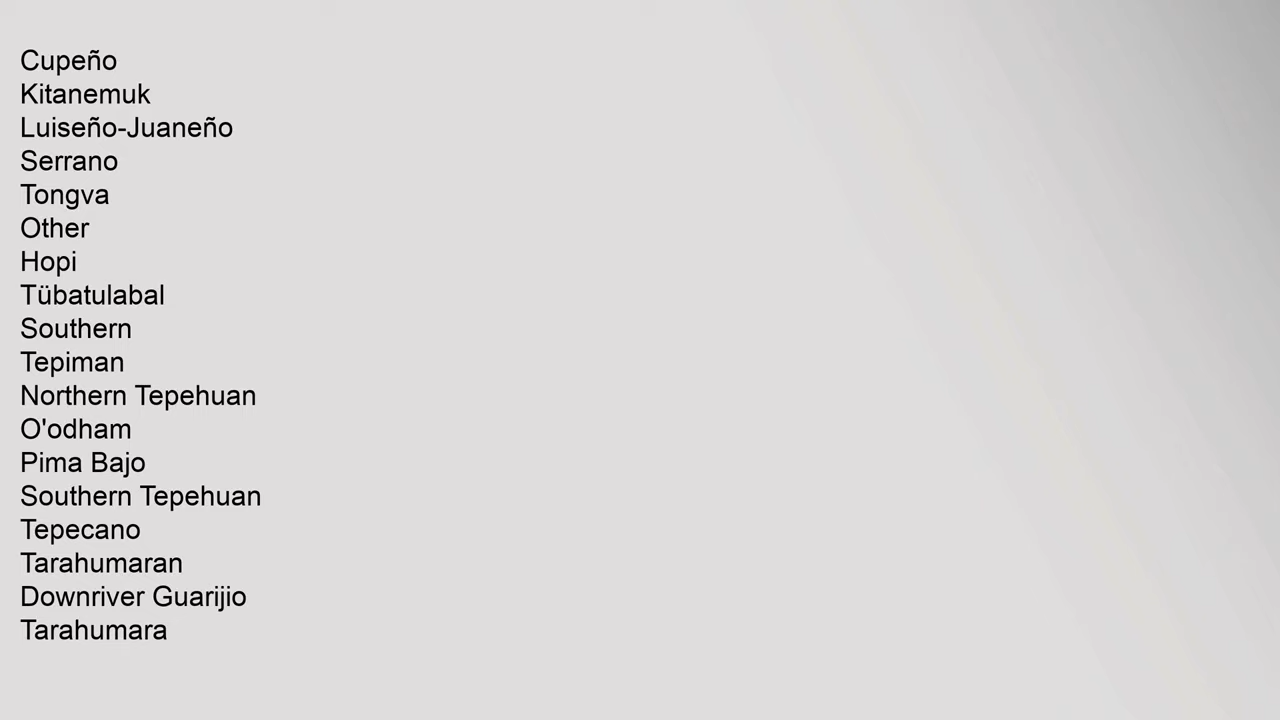 Cupeño
Kitanemuk
Luiseño-Juaneño
Serrano
Tongva
Other
Hopi
Tübatulabal
Southern
Tepiman
Northern Tepehuan
O'odham
Pima Bajo
Southern Tepehuan
Tepecano
Tarahumaran
Downriver Guarijio
Tarahumara